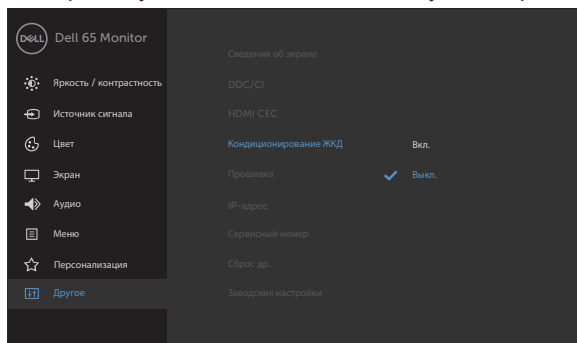 DELL
Dell 65 Monitor
Яркость / контрастность
Источник сигнала
Цвет
Экран
Аудио
Меню
Персонализация
Другое
Сведения об экране
DDC/CI
HDMI CEC
Кондиционирование ЖКД
Прошивка
IP-адрес
Сервисный номер
Сброс др.
Заводские настройки
Вкл.
Выкл.